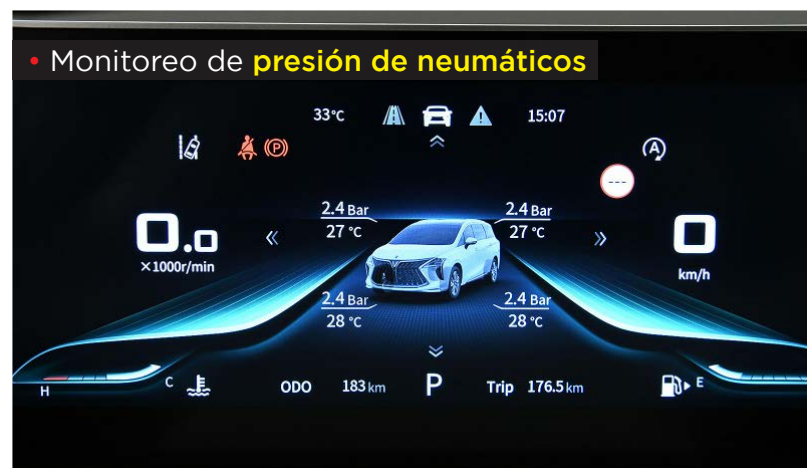 • Monitoreo de presión de neumáticos
33°C
15:07
(P)
(A)
---
2.4 Bar
27 °C
2.4 Bar
27 °C
0.0
×1000r/min
0
km/h
2.4 Bar
28 °C
2.4 Bar
28 °C
H
C
ODO 183 km
P
Trip 176.5 km
E